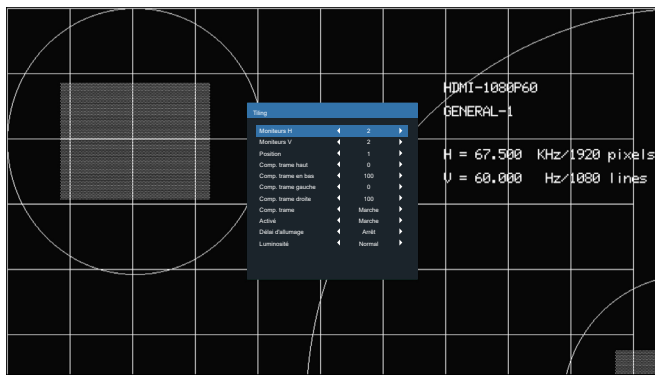 HDMI-1080P60
GENERAL-1
H = 67.500 KHz/1920 pixels
V = 60.000 Hz/1080 lines
Tiling
Moniteurs H 2
Moniteurs V 2
Position 1
Comp. trame haut 0
Comp. trame en bas 100
Comp. trame gauche 0
Comp. trame droite 100
Comp. trame Marche
Activé Marche
Délai d'allumage Arrêt
Luminosité Normal